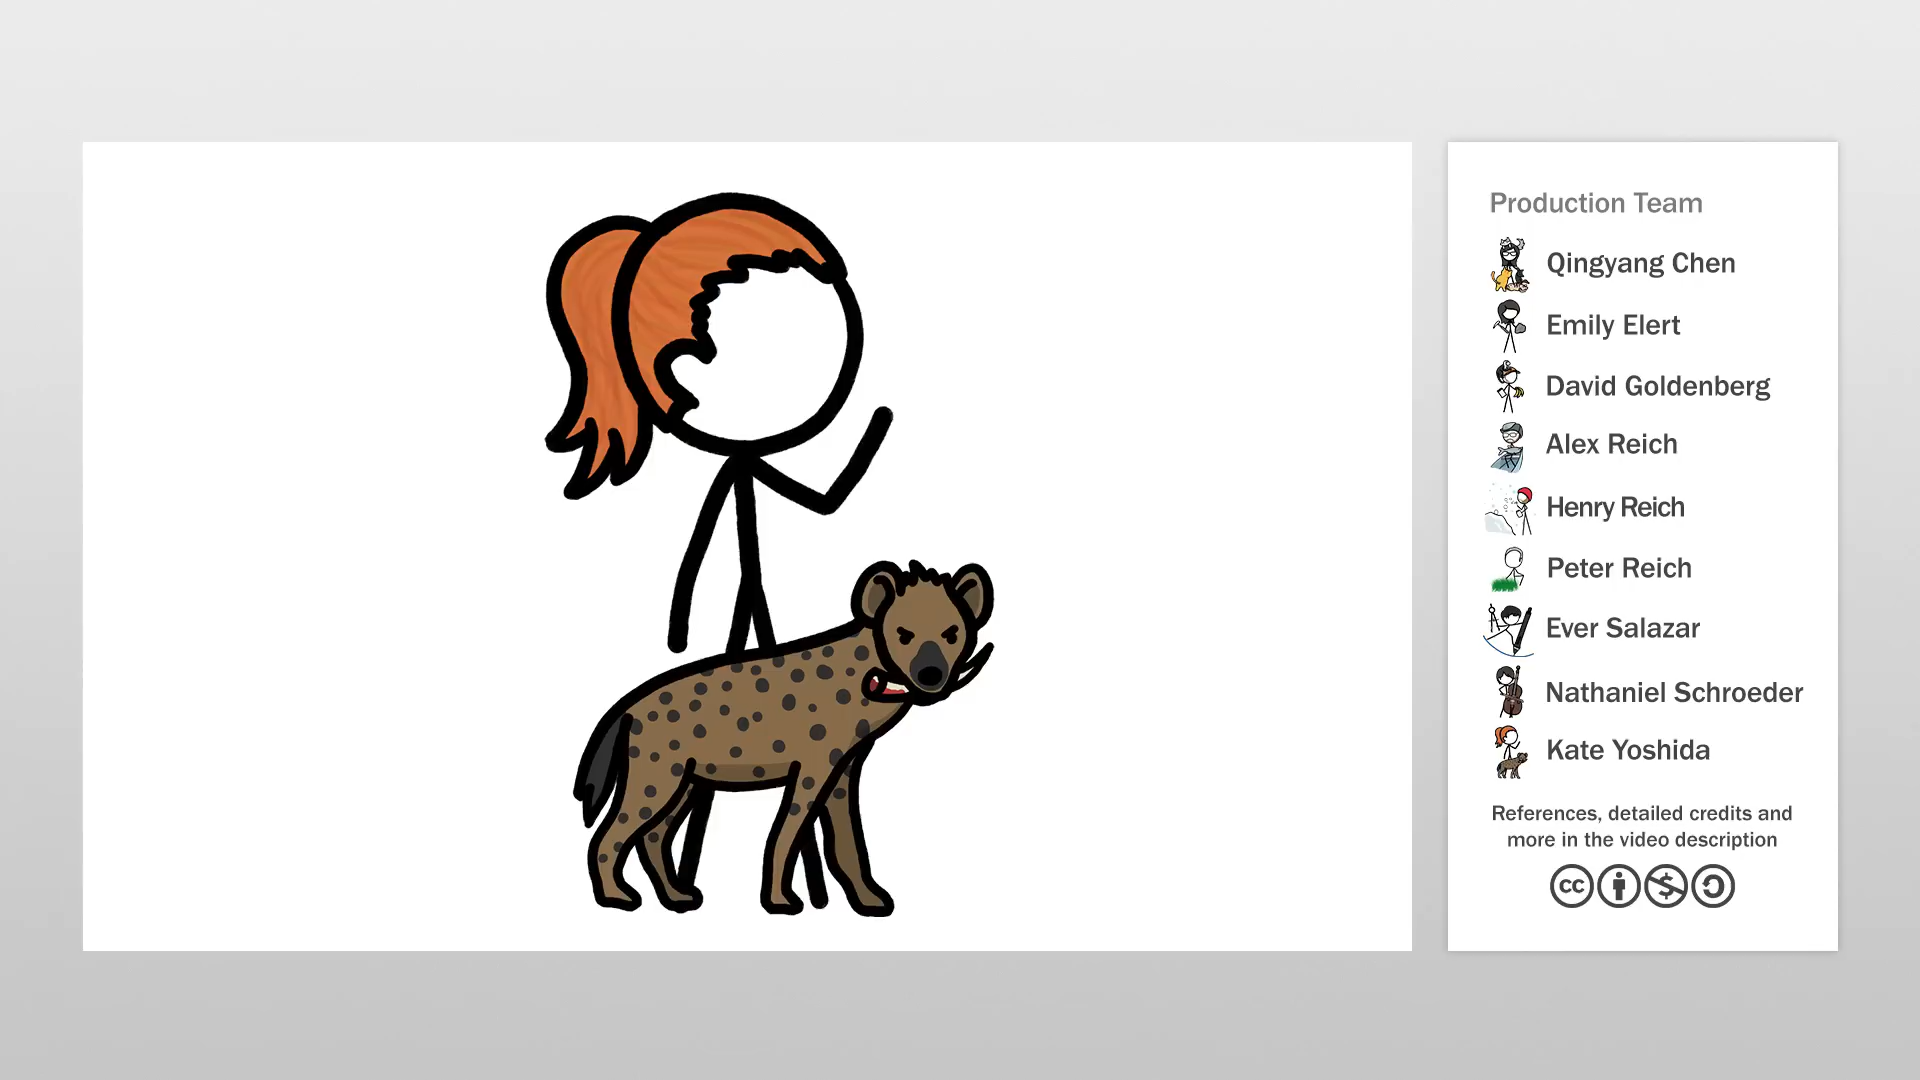 Production Team
Qingyang Chen
Emily Elert
David Goldenberg
Alex Reich
Henry Reich
Peter Reich
Ever Salazar
Nathaniel Schroeder
Kate Yoshida
References, detailed credits and
more in the video description
cc